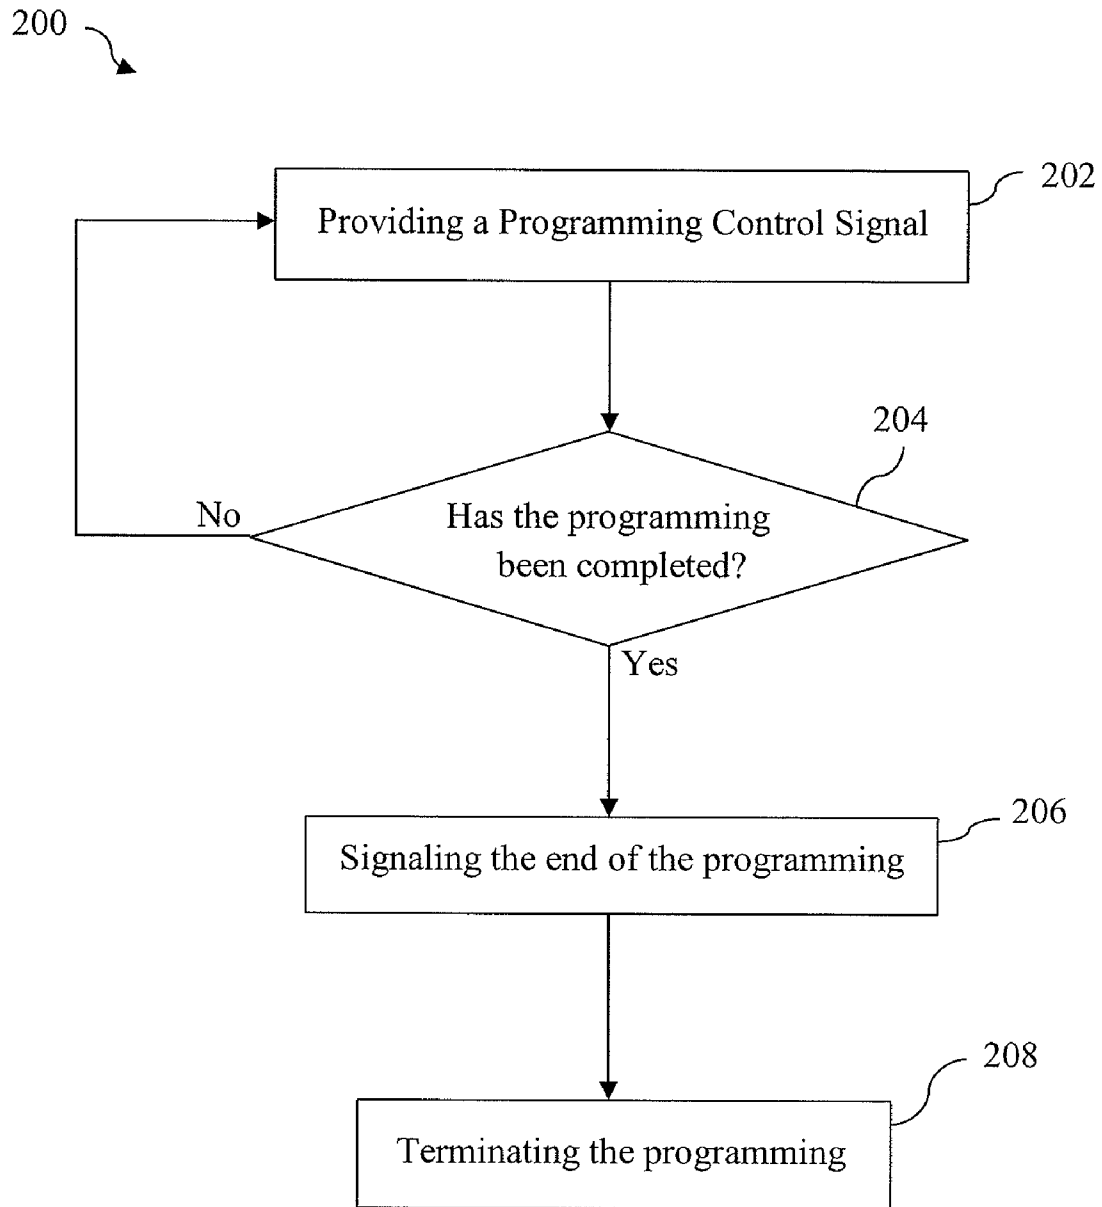 200
202
Providing a Programming Control Signal
204
No
Has the programming
been completed?
Yes
206
Signaling the end of the programming
208
Terminating the programming